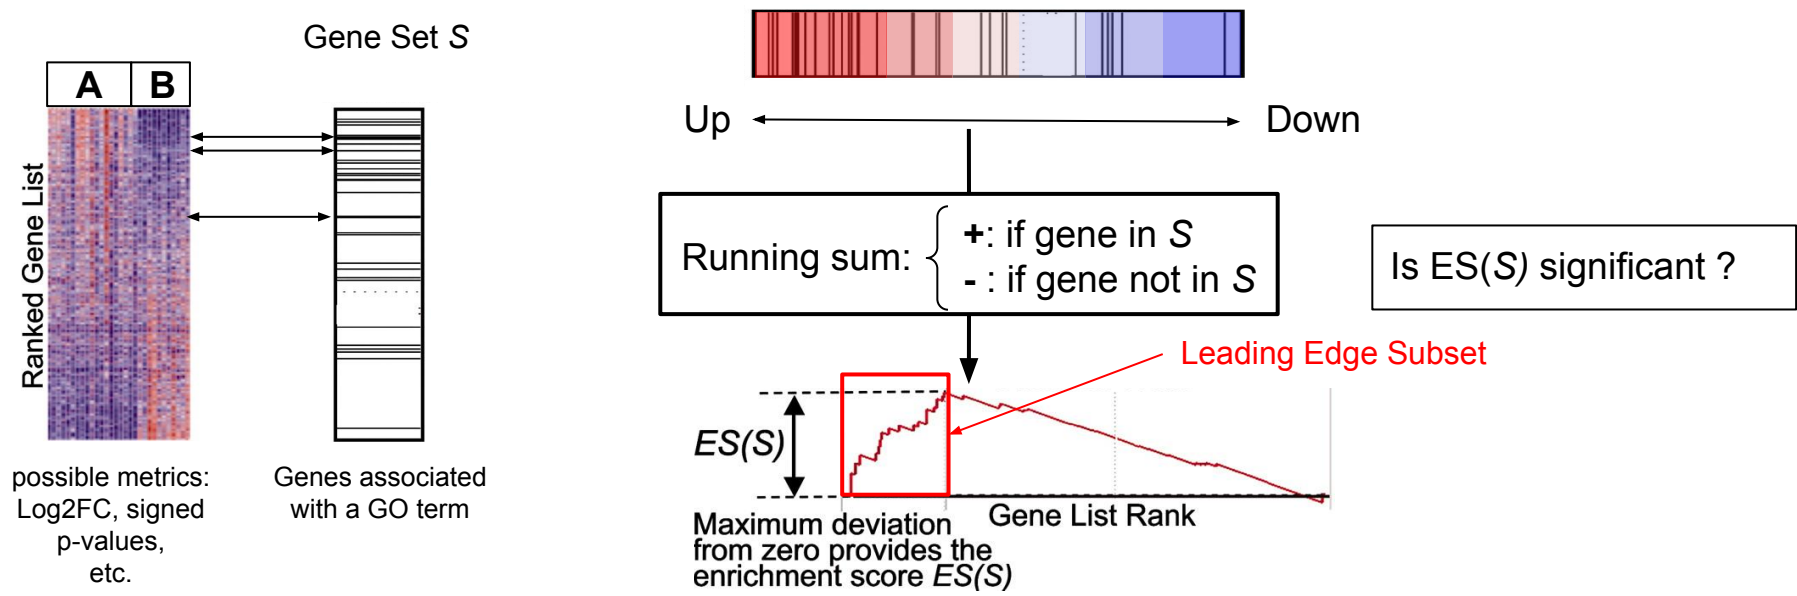 Gene Set S
A B
Ranked Gene List
possible metrics:
Log2FC, signed
p-values,
etc.
Genes associated
with a GO term
Up
Down
Running sum:
+: if gene in S
- : if gene not in S
Is ES(S) significant ?
Leading Edge Subset
ES(S)
Gene List Rank
Maximum deviation
from zero provides the
enrichment score ES(S)